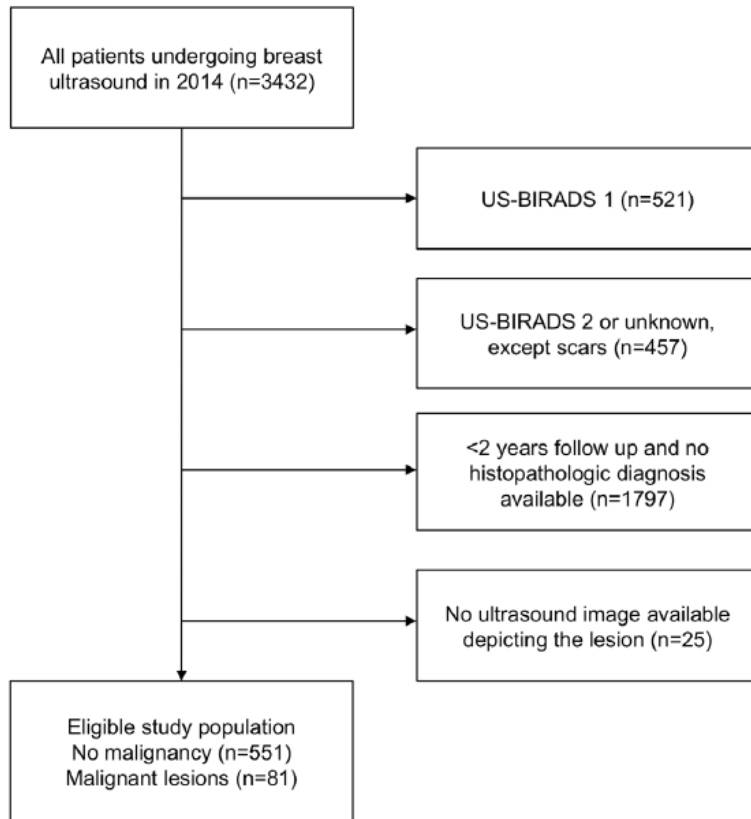 All patients undergoing breast
ultrasound in 2014 (n=3432)
US-BIRADS 1 (n=521)
US-BIRADS 2 or unknown,
except scars (n=457)
<2 years follow up and no
histopathologic diagnosis
available (n=1797)
No ultrasound image available
depicting the lesion (n=25)
Eligible study population
No malignancy (n=551)
Malignant lesions (n=81)